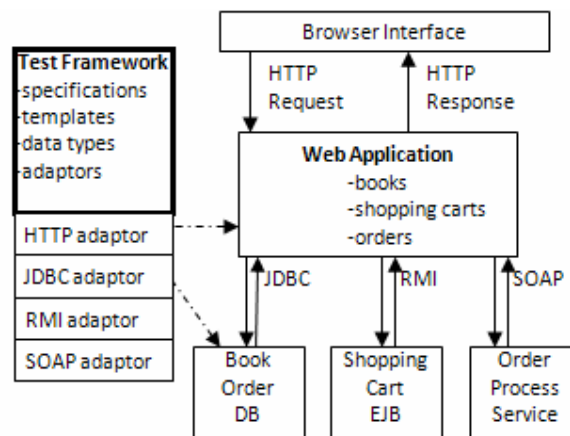 Browser Interface
Test Framework
-specifications
-templates
-data types
-adaptors
HTTP
Request
HTTP
Response
Web Application
-books
-shopping carts
-orders
HTTP adaptor
JDBC adaptor
RMI adaptor
SOAP adaptor
JDBC
RMI
SOAP
Book
Order
DB
Shopping
Cart
EJB
Order
Process
Service